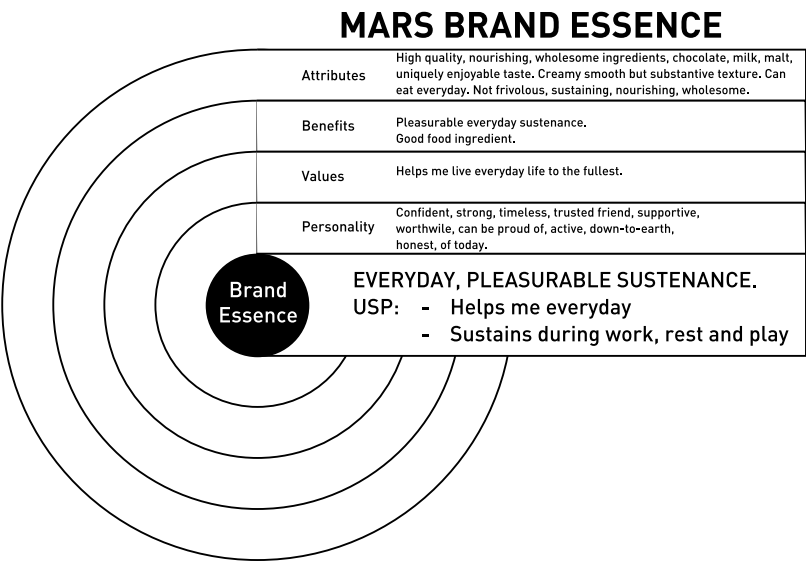 MARS BRAND ESSENCE
Attributes
High quality, nourishing, wholesome ingredients, chocolate, milk, malt,
uniquely enjoyable taste. Creamy smooth but substantive texture. Can
eat everyday. Not frivolous, sustaining, nourishing, wholesome.
Benefits
Pleasurable everyday sustenance.
Good food ingredient.
Values
Helps me live everyday life to the fullest.
Personality
Confident, strong, timeless, trusted friend, supportive,
worthwile, can be proud of, active, down-to-earth,
honest, of today.
Brand
Essence
EVERYDAY, PLEASURABLE SUSTENANCE.
USP: - Helps me everyday
- Sustains during work, rest and play